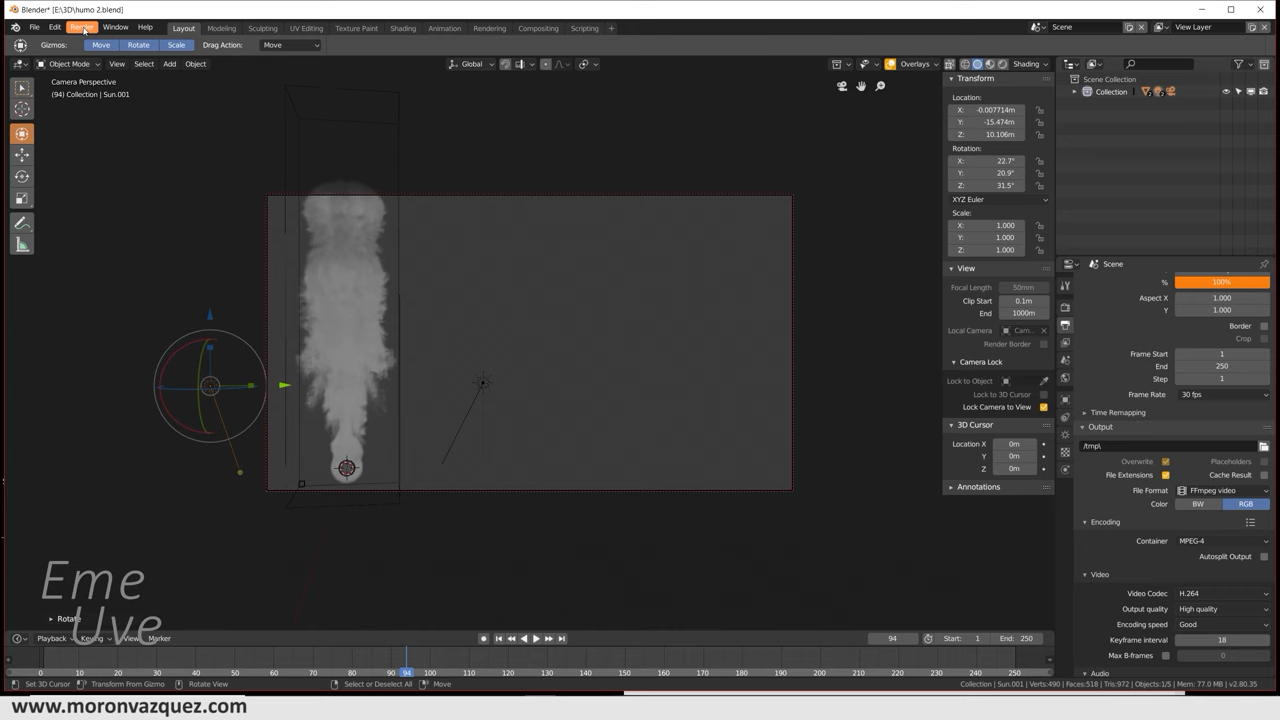 Blender* [E:\3D\humo 2.blend]
File Edit Render Window Help Layout Modeling Sculpting UV Editing Texture Paint Shading Animation Rendering Compositing Scripting Scene View Layer
Gizmos: Move Rotate Scale Drag Action: Move
Object Mode View Select Add Object Global Overlays Shading
Camera Perspective
(94) Collection | Sun.001
Transform
Location:
X: -0.007714m
Y: -15.474m
Z: 10.106m
Rotation:
X: 22.7°
Y: 20.9°
Z: 31.5°
XYZ Euler
Scale:
X: 1.000
Y: 1.000
Z: 1.000
View
Focal Length 50mm
Clip Start 0.1m
End 1000m
Local Camera Cam..
Render Border
Camera Lock
Lock to Object
Lock to 3D Cursor
Lock Camera to View
3D Cursor
Location X 0m
Y 0m
Z 0m
Annotations
Scene Collection
Collection
Scene
% 100%
Aspect X 1.000
Y 1.000
Border
Crop
Frame Start 1
End 250
Step 1
Frame Rate 30 fps
Time Remapping
Output
/tmp\
Overwrite Placeholders
File Extensions Cache Result
File Format FFmpeg video
Color BW RGB
Encoding
Container MPEG-4
Autosplit Output
Video
Video Codec H.264
Output quality High quality
Encoding speed Good
Keyframe interval 18
Max B-frames 0
Audio
Eme
Uve
Rotate
Playback Keying View Marker 94 Start: 1 End: 250
0 10 20 30 40 50 60 70 80 90 94 100 110 120 130 140 150 160 170 180 190 200 210 220 230 240 250
Set 3D Cursor Transform From Gizmo Rotate View Select or Deselect All Move Collection | Sun.001 | Verts:490 | Faces:518 | Tris:972 | Objects:1/5 | Mem: 77.0 MB | v2.80.35
www.moronvazquez.com